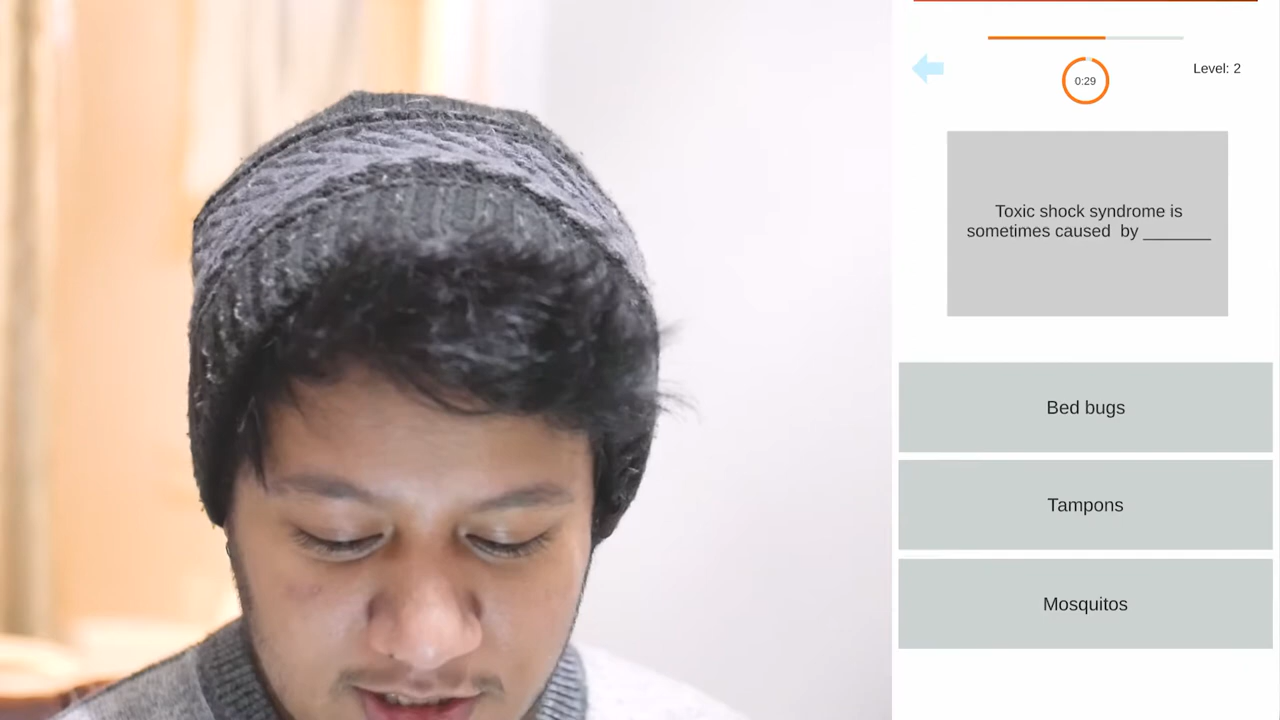 Level: 2
0:29
Toxic shock syndrome is
sometimes caused by _______
Bed bugs
Tampons
Mosquitos